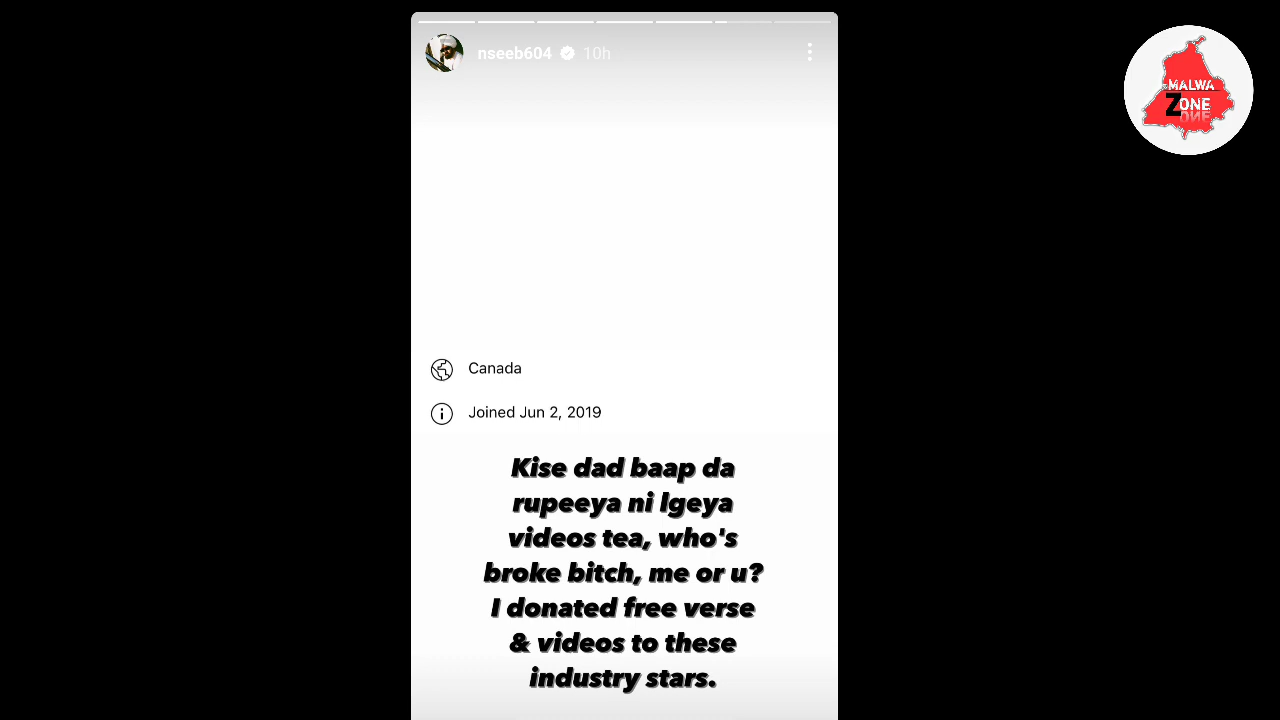 nseeb604 10h
MALWA
ZONE
Canada
Joined Jun 2, 2019
Kise dad baap da
rupeeya ni lgeya
videos tea, who's
broke bitch, me or u?
I donated free verse
& videos to these
industry stars.